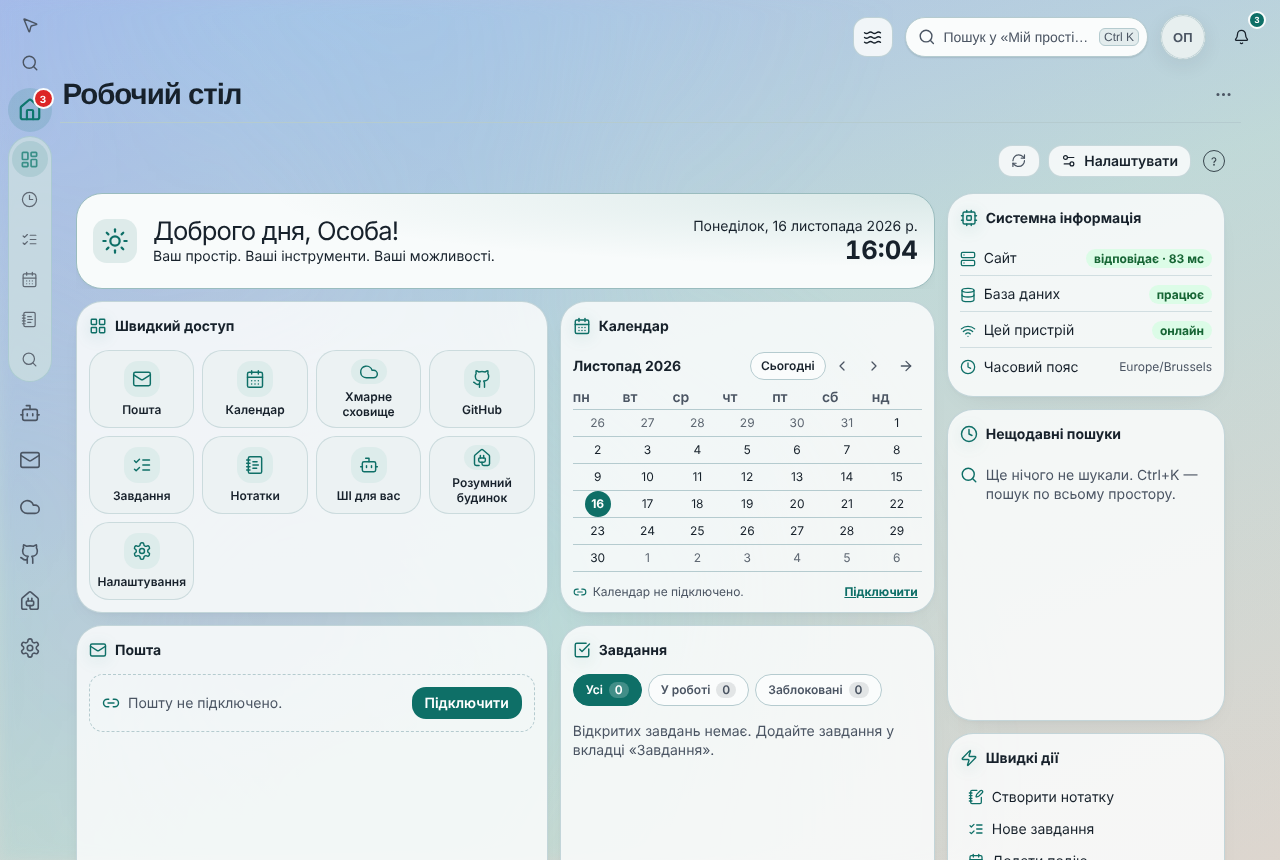 Пошук у «Мій прості… Ctrl K
ОП
3
3
Робочий стіл
Налаштувати
?
Доброго дня, Особа!
Ваш простір. Ваші інструменти. Ваші можливості.
Понеділок, 16 листопада 2026 р.
16:04
Швидкий доступ
Пошта
Календар
Хмарне
сховище
GitHub
Завдання
Нотатки
ШІ для вас
Розумний
будинок
Налаштування
Календар
Листопад 2026
Сьогодні
пн вт ср чт пт сб нд
26 27 28 29 30 31 1
2 3 4 5 6 7 8
9 10 11 12 13 14 15
16 17 18 19 20 21 22
23 24 25 26 27 28 29
30 1 2 3 4 5 6
Календар не підключено. Підключити
Системна інформація
Сайт відповідає · 83 мс
База даних працює
Цей пристрій онлайн
Часовий пояс Europe/Brussels
Нещодавні пошуки
Ще нічого не шукали. Ctrl+K —
пошук по всьому простору.
Пошта
Пошту не підключено. Підключити
Завдання
Усі 0 У роботі 0 Заблоковані 0
Відкритих завдань немає. Додайте завдання у
вкладці «Завдання».
Швидкі дії
Створити нотатку
Нове завдання
Додати подію